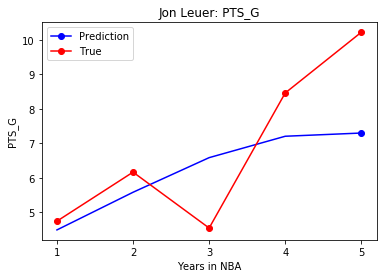 Jon Leuer: PTS_G
Prediction
True
10
9
8
7
6
5
PTS_G
1 2 3 4 5
Years in NBA